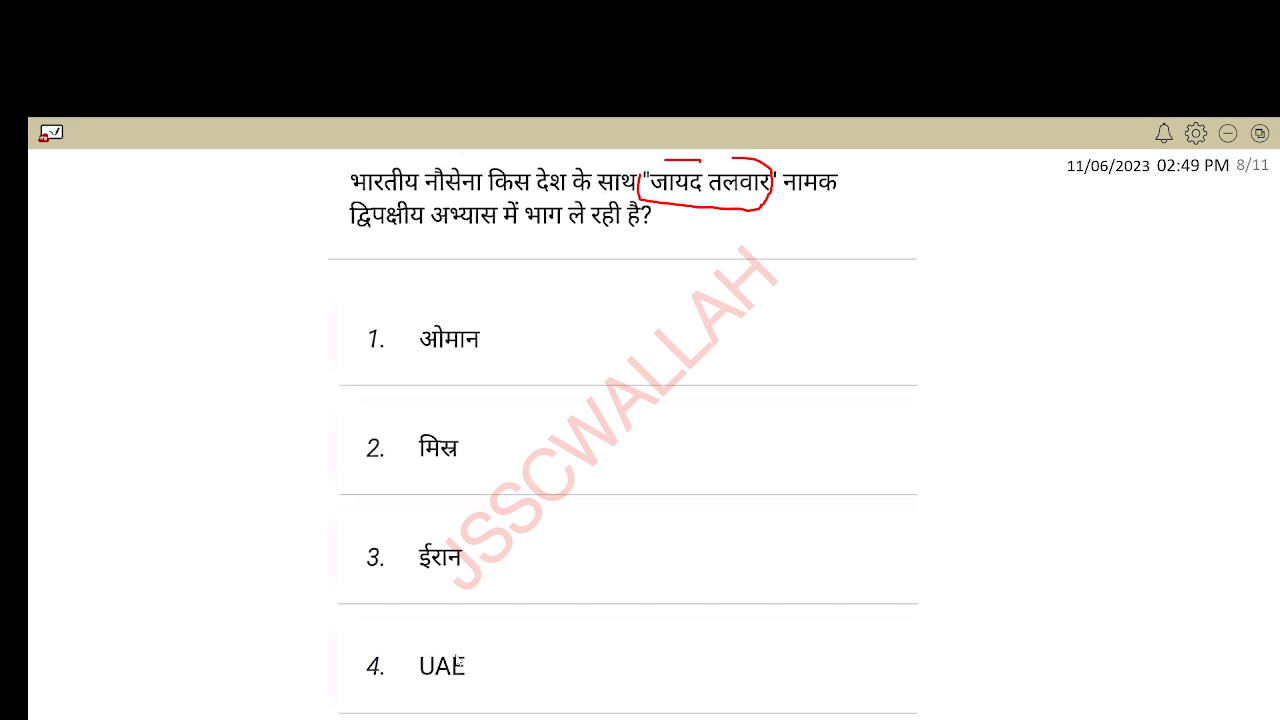 11/06/2023 02:49 PM 8/11
भारतीय नौसेना किस देश के साथ "जायद तलवार" नामक
द्विपक्षीय अभ्यास में भाग ले रही है?
1. ओमान
2. मिस्र
3. ईरान
4. UAE
JSSCWALLAH